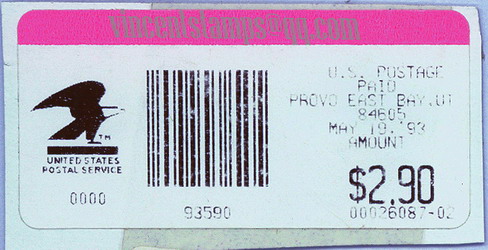 vincentstamps@qq.com
U.S. POSTAGE
PAID
PROVO EAST BAY.UT
84605
MAY 19.'93
AMOUNT
$2.90
00026087-02
TM
UNITED STATES
POSTAL SERVICE
0000
93590